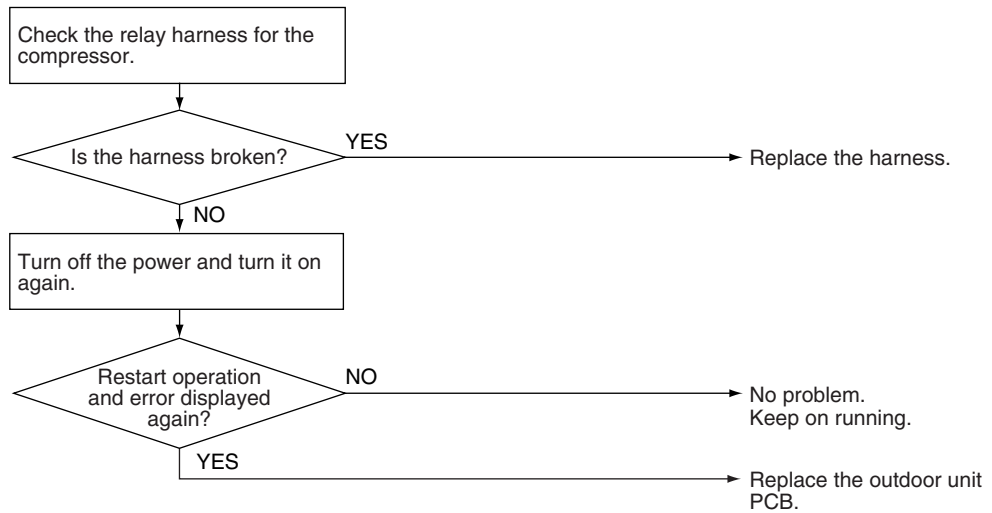 Check the relay harness for the
compressor.
Is the harness broken?
YES
Replace the harness.
NO
Turn off the power and turn it on
again.
Restart operation
and error displayed
again?
NO
No problem.
Keep on running.
YES
Replace the outdoor unit
PCB.